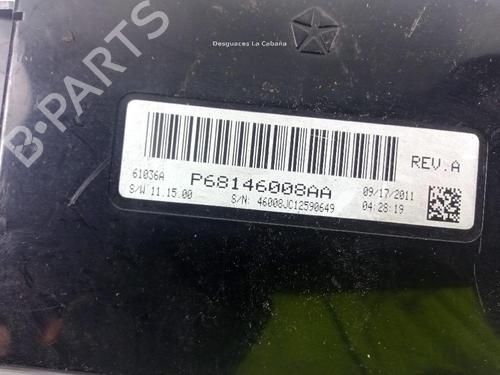 Desguaces La Cabaña
B-PARTS
REV.A
61036A P68146008AA 09/17/2011
S/W 11.15.00 S/N: 46008JC12590649 04:28:19